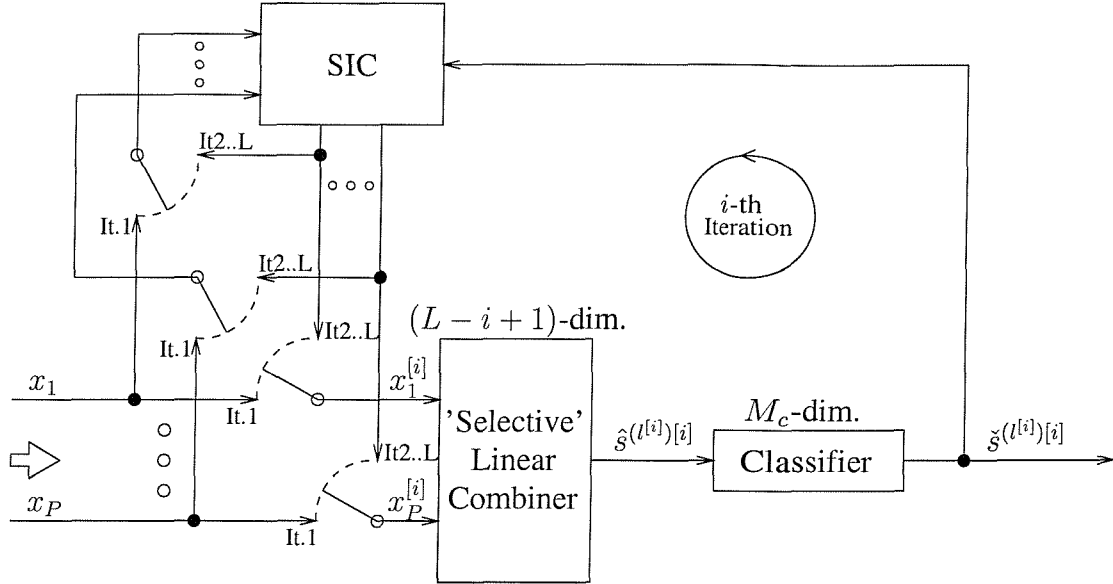 SIC
It2..L
It.1
i-th
Iteration
It2..L
It.1
(L − i + 1)-dim.
It2..L
x_1
It.1
x_1^{[i]}
'Selective'
Linear
Combiner
ŝ^{(l^{[i]})[i]}
M_c-dim.
Classifier
š^{(l^{[i]})[i]}
It2..L
x_P
It.1
x_P^{[i]}